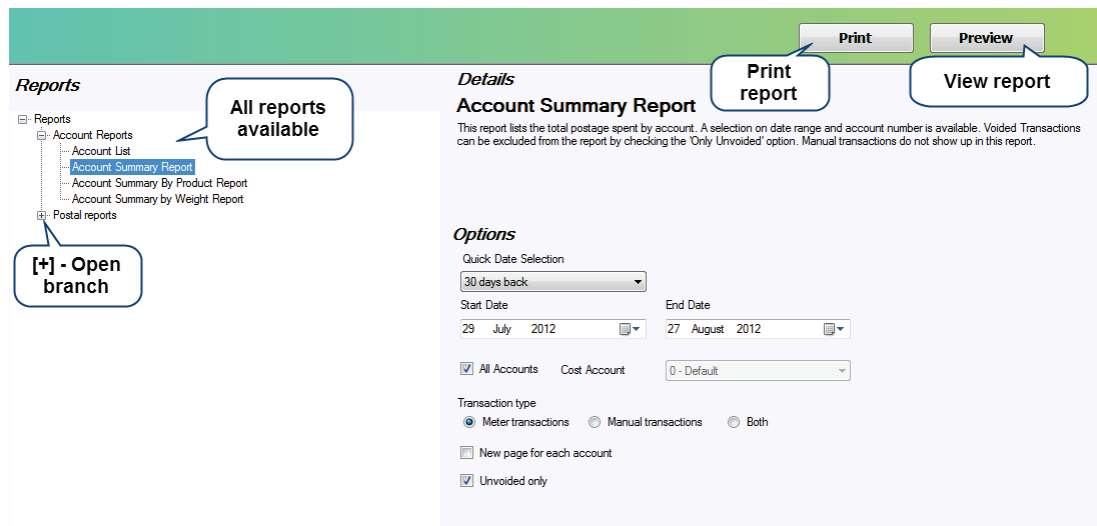 Print
Preview
Print
report
View report
Reports
All reports
available
Reports
Account Reports
Account List
Account Summary Report
Account Summary By Product Report
Account Summary by Weight Report
Postal reports
[+] - Open
branch
Details
Account Summary Report
This report lists the total postage spent by account. A selection on date range and account number is available. Voided Transactions
can be excluded from the report by checking the 'Only Unvoided' option. Manual transactions do not show up in this report.
Options
Quick Date Selection
30 days back
Start Date End Date
29 July 2012 27 August 2012
All Accounts Cost Account 0 - Default
Transaction type
Meter transactions Manual transactions Both
New page for each account
Unvoided only